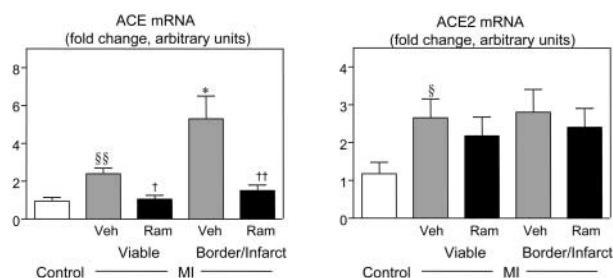 ACE mRNA
(fold change, arbitrary units)
8
6
4
2
0
§§
†
*
††
Veh Ram Veh Ram
Viable Border/Infarct
Control MI
ACE2 mRNA
(fold change, arbitrary units)
4
3
2
1
0
§
Veh Ram Veh Ram
Viable Border/Infarct
Control MI